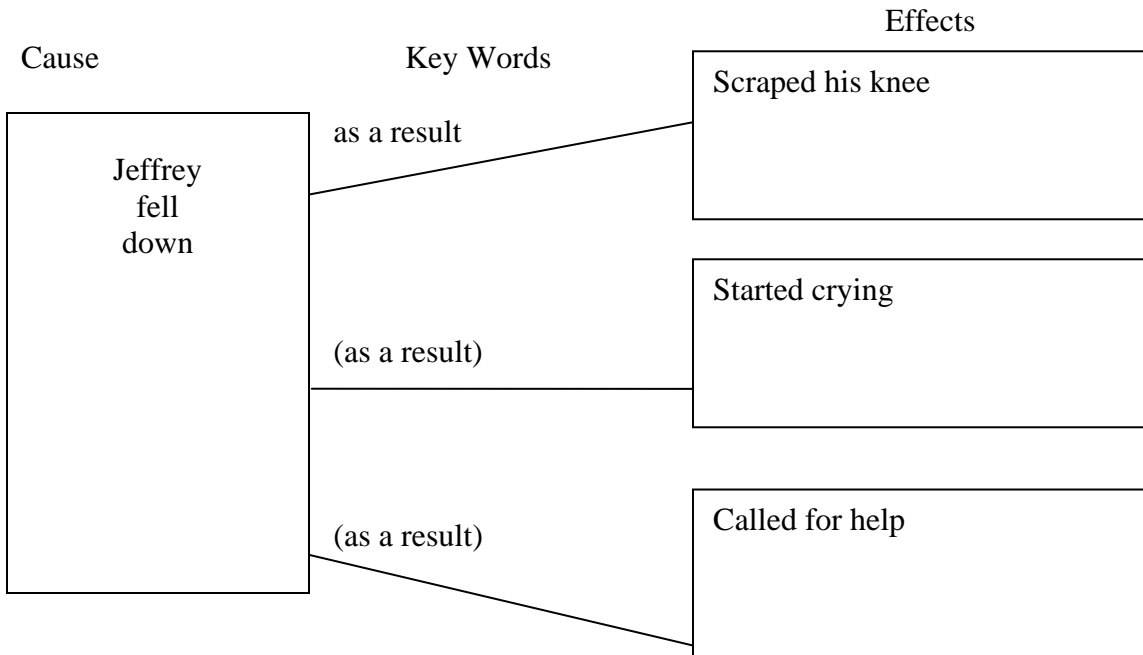 Effects
Cause
Key Words
Scraped his knee
as a result
Jeffrey
fell
down
Started crying
(as a result)
Called for help
(as a result)